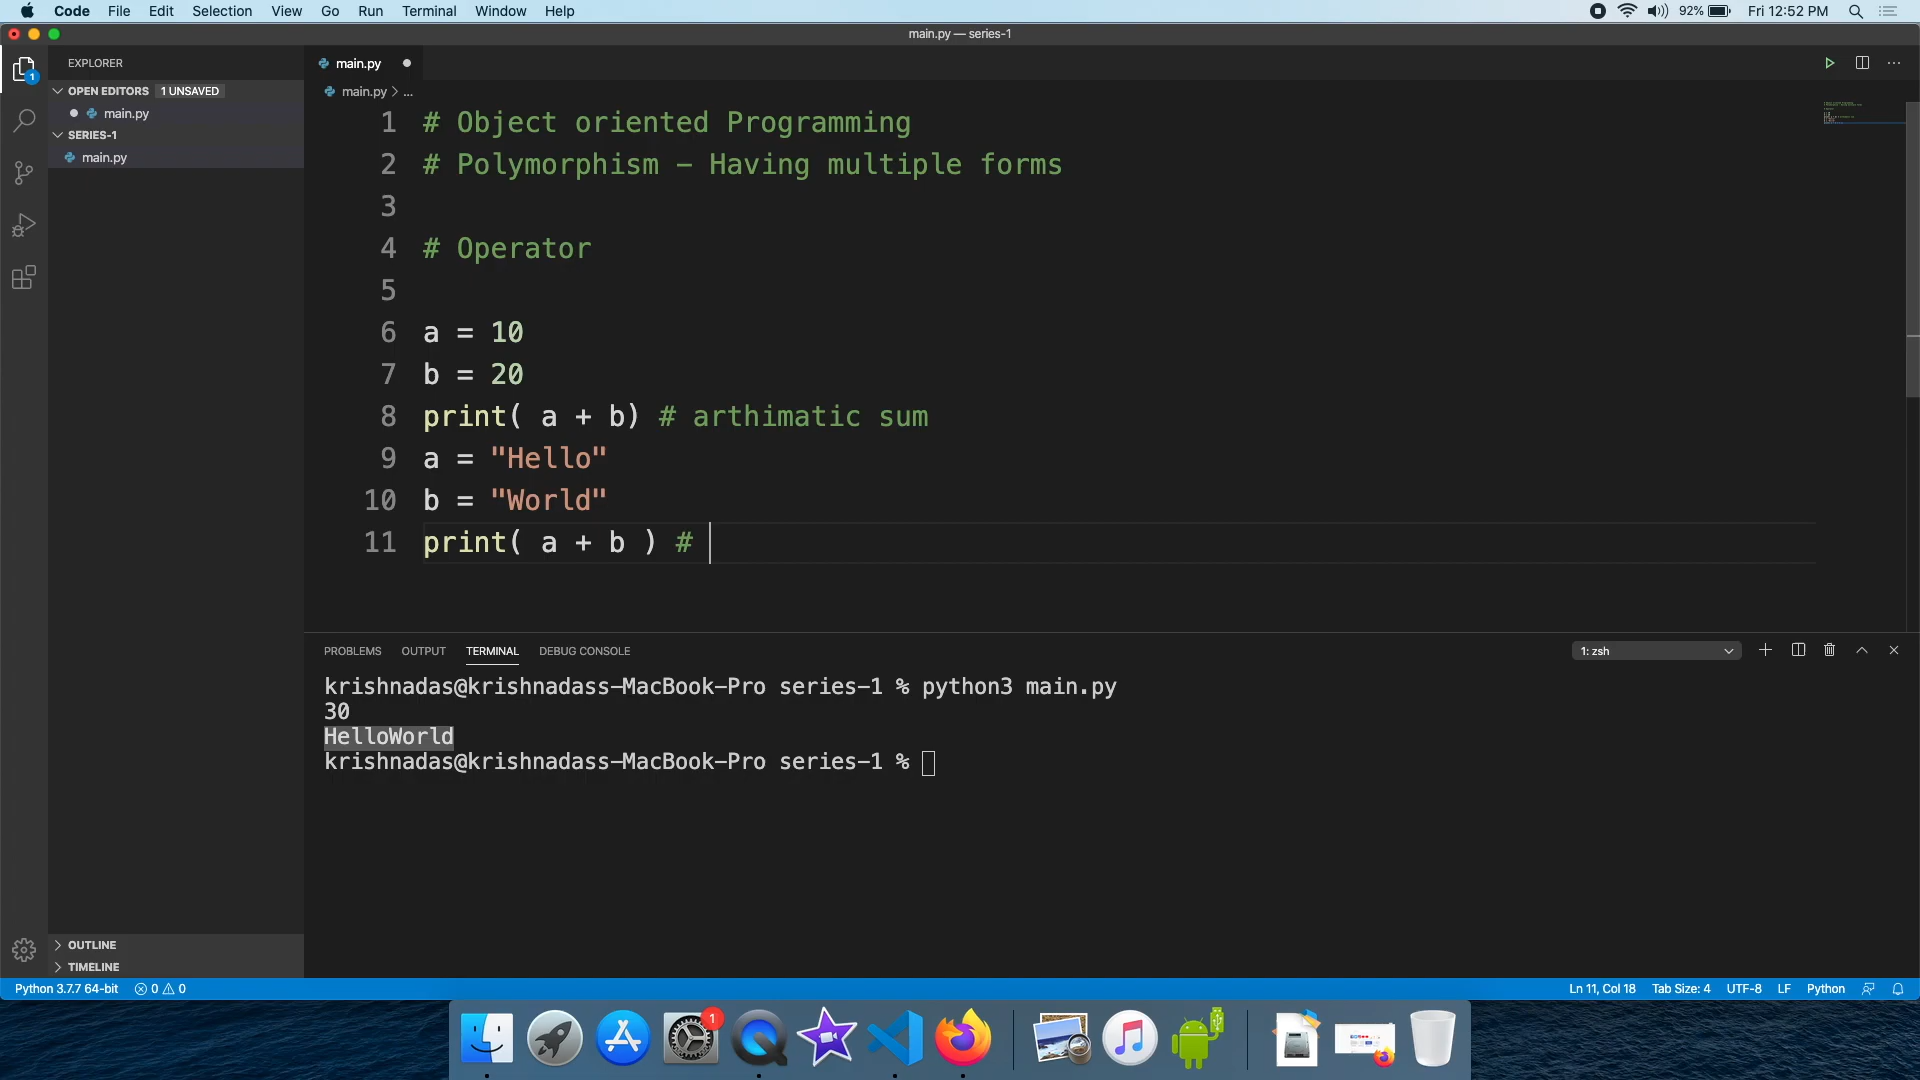 Code File Edit Selection View Go Run Terminal Window Help 92% Fri 12:52 PM
main.py — series-1
EXPLORER
OPEN EDITORS 1 UNSAVED
main.py
SERIES-1
main.py
OUTLINE
TIMELINE
main.py
main.py > ...
1 # Object oriented Programming
2 # Polymorphism - Having multiple forms
3
4 # Operator
5
6 a = 10
7 b = 20
8 print( a + b) # arthimatic sum
9 a = "Hello"
10 b = "World"
11 print( a + b ) #
PROBLEMS OUTPUT TERMINAL DEBUG CONSOLE 1: zsh
krishnadas@krishnadass-MacBook-Pro series-1 % python3 main.py
30
HelloWorld
krishnadas@krishnadass-MacBook-Pro series-1 %
Python 3.7.7 64-bit 0 0 Ln 11, Col 18 Tab Size: 4 UTF-8 LF Python
1
1